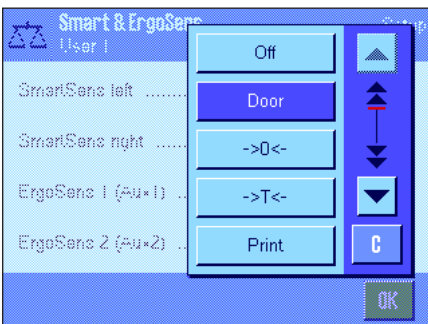 Smart & ErgoSens
Setup
User 1
SmartSens left ........
SmartSens right ......
ErgoSens 1 (Aux1) ..
ErgoSens 2 (Aux2) ..
Off
Door
->0<-
->T<-
Print
C
OK